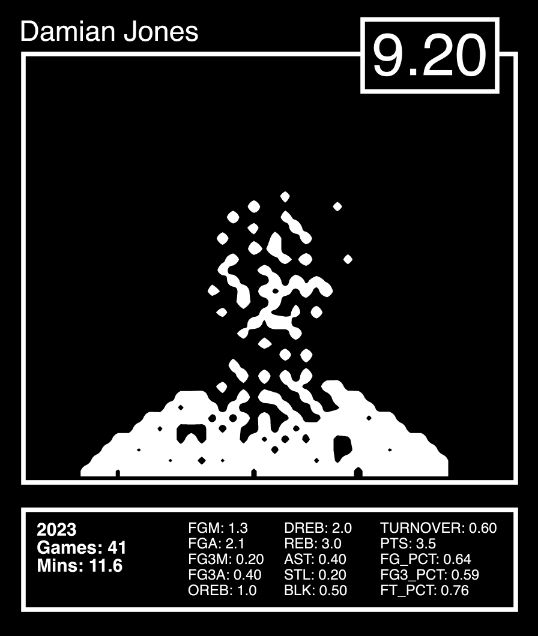 Damian Jones
9.20
2023
Games: 41
Mins: 11.6
FGM: 1.3
FGA: 2.1
FG3M: 0.20
FG3A: 0.40
OREB: 1.0
DREB: 2.0
REB: 3.0
AST: 0.40
STL: 0.20
BLK: 0.50
TURNOVER: 0.60
PTS: 3.5
FG_PCT: 0.64
FG3_PCT: 0.59
FT_PCT: 0.76